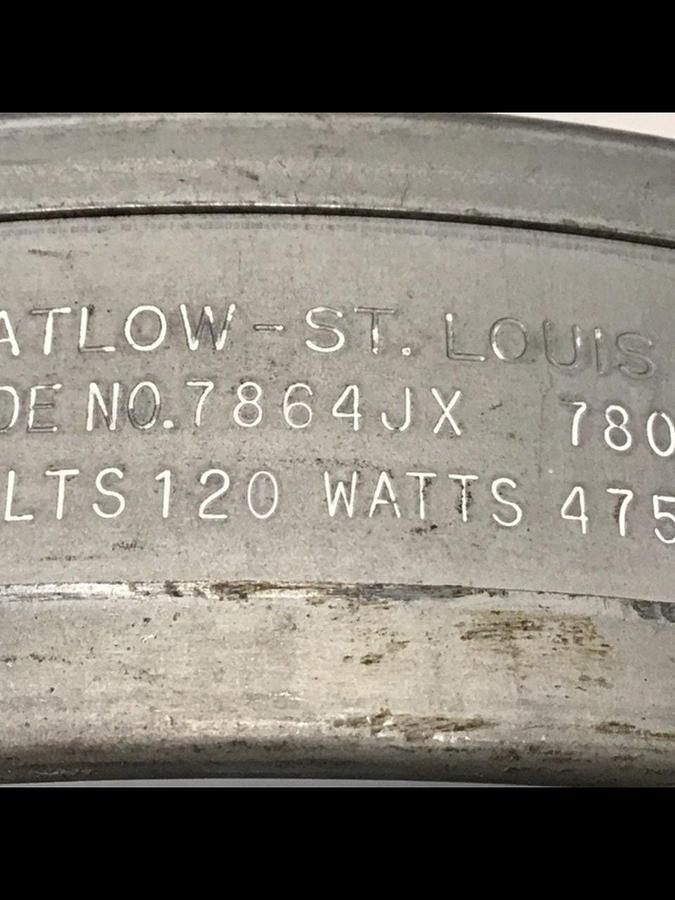 ATLOW-ST. LOUIS
DE NO.7864JX 780
LTS 120 WATTS 475